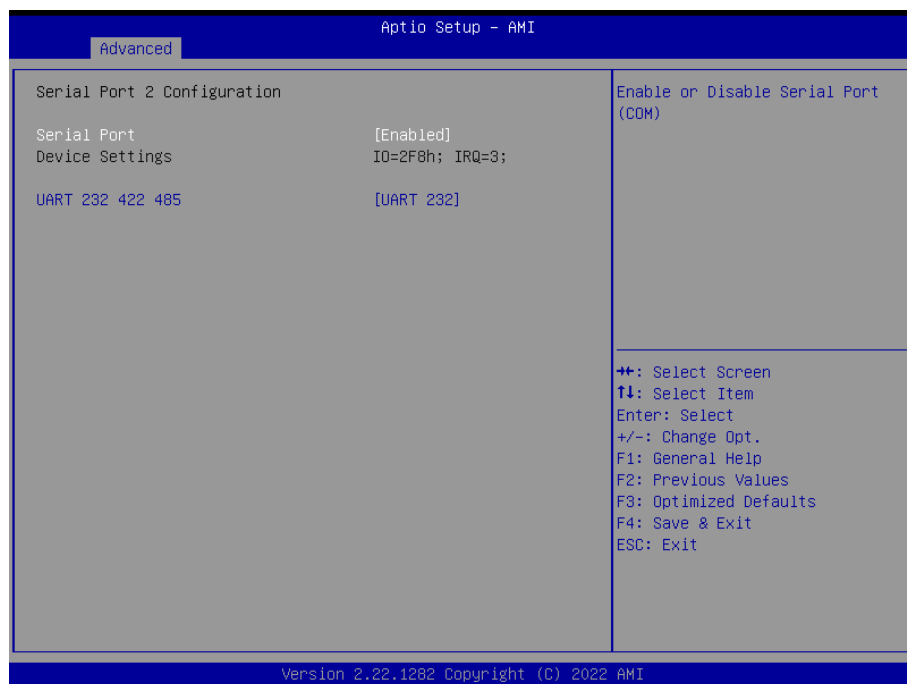 Aptio Setup – AMI
Advanced
Serial Port 2 Configuration
Serial Port [Enabled]
Device Settings IO=2F8h; IRQ=3;
UART 232 422 485 [UART 232]
Enable or Disable Serial Port
(COM)
→←: Select Screen
↑↓: Select Item
Enter: Select
+/-: Change Opt.
F1: General Help
F2: Previous Values
F3: Optimized Defaults
F4: Save & Exit
ESC: Exit
Version 2.22.1282 Copyright (C) 2022 AMI